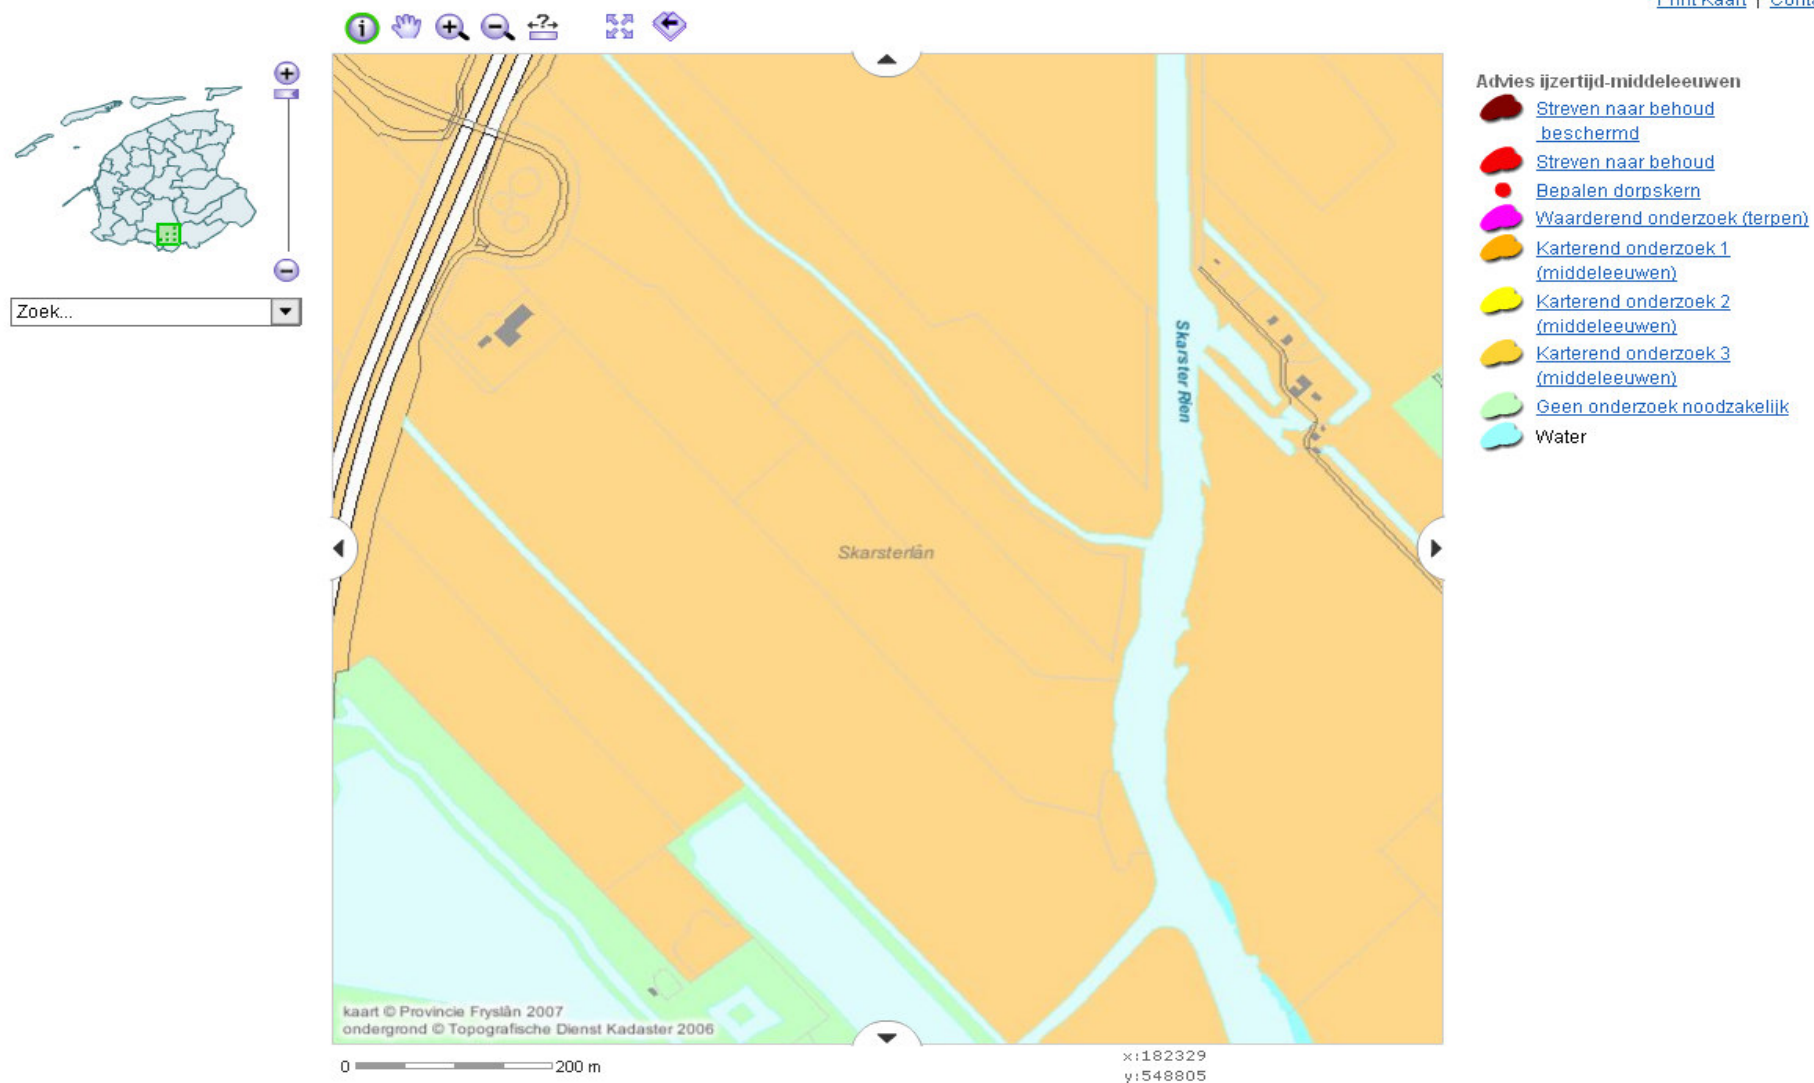 Print Kaart |
Zoek...
Skarster Rien
Skarsterlân
kaart © Provincie Fryslân 2007
ondergrond © Topografische Dienst Kadaster 2006
0 200 m
x:182329
y:548805
Advies ijzertijd-middeleeuwen
Streven naar behoud
beschermd
Streven naar behoud
Bepalen dorpskern
Waarderend onderzoek (terpen)
Karterend onderzoek 1
(middeleeuwen)
Karterend onderzoek 2
(middeleeuwen)
Karterend onderzoek 3
(middeleeuwen)
Geen onderzoek noodzakelijk
Water